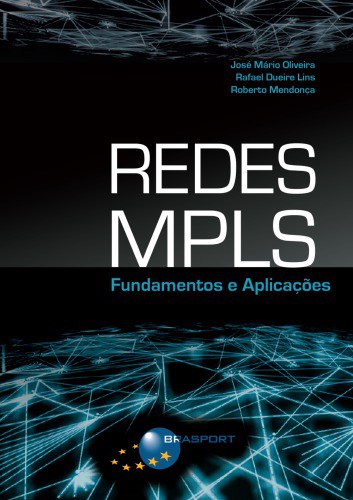 José Mário Oliveira
Rafael Dueire Lins
Roberto Mendonça
REDES
MPLS
Fundamentos e Aplicações
BRASPORT